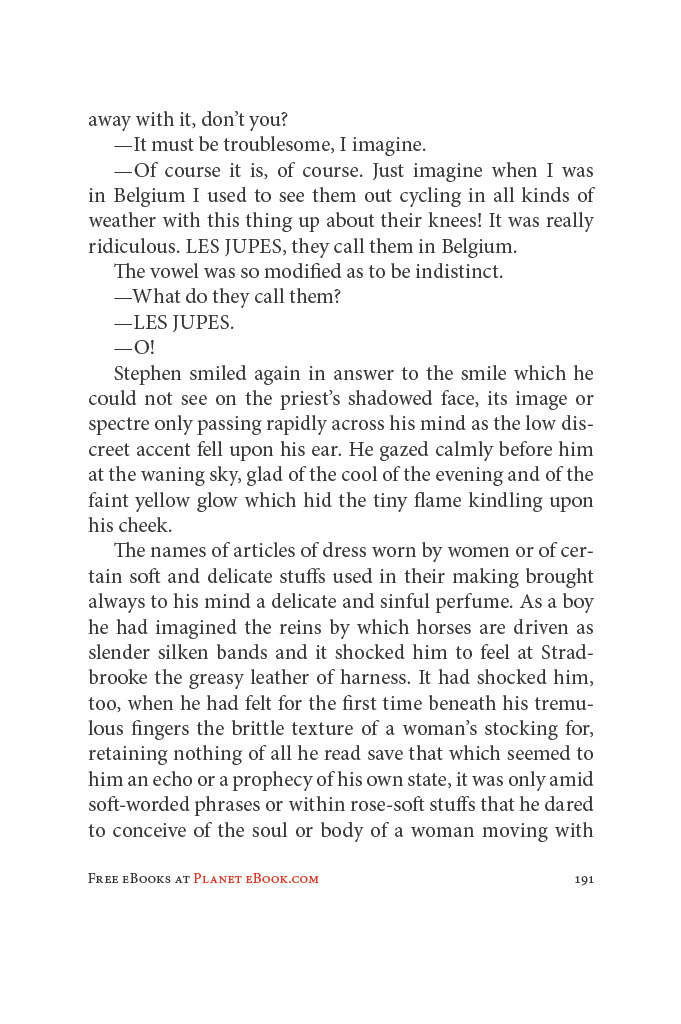 away with it, don’t you?
—It must be troublesome, I imagine.
—Of course it is, of course. Just imagine when I was
in Belgium I used to see them out cycling in all kinds of
weather with this thing up about their knees! It was really
ridiculous. LES JUPES, they call them in Belgium.
The vowel was so modified as to be indistinct.
—What do they call them?
—LES JUPES.
—O!
Stephen smiled again in answer to the smile which he
could not see on the priest’s shadowed face, its image or
spectre only passing rapidly across his mind as the low dis-
creet accent fell upon his ear. He gazed calmly before him
at the waning sky, glad of the cool of the evening and of the
faint yellow glow which hid the tiny flame kindling upon
his cheek.
The names of articles of dress worn by women or of cer-
tain soft and delicate stuffs used in their making brought
always to his mind a delicate and sinful perfume. As a boy
he had imagined the reins by which horses are driven as
slender silken bands and it shocked him to feel at Strad-
brooke the greasy leather of harness. It had shocked him,
too, when he had felt for the first time beneath his tremu-
lous fingers the brittle texture of a woman’s stocking for,
retaining nothing of all he read save that which seemed to
him an echo or a prophecy of his own state, it was only amid
soft-worded phrases or within rose-soft stuffs that he dared
to conceive of the soul or body of a woman moving with
Free eBooks at Planet eBook.com 191